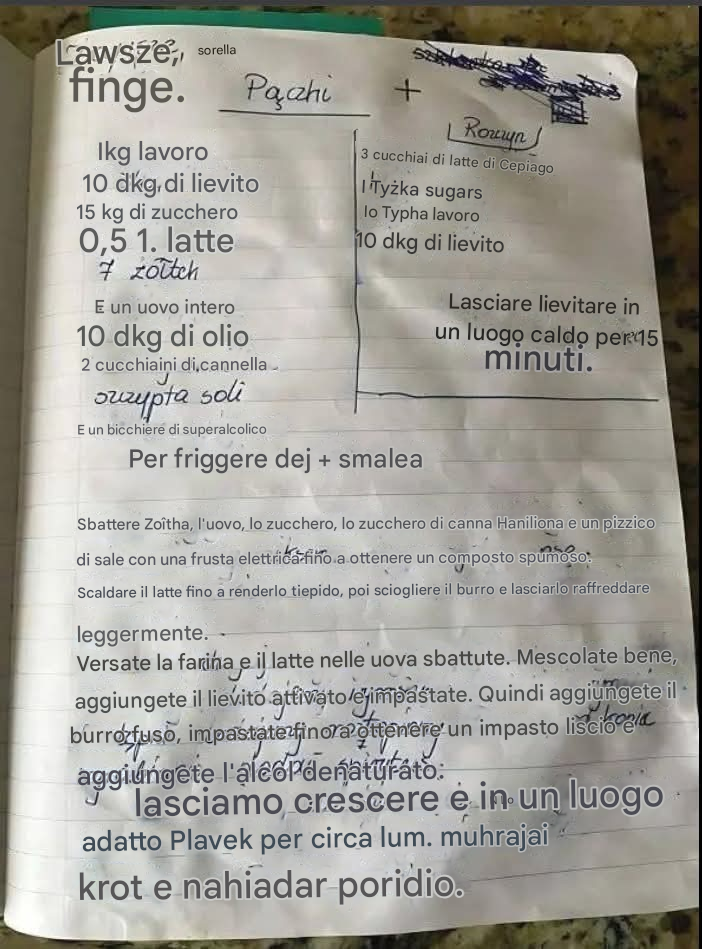 Lawsze, sorella
finge.
Pączki +
Rozczyn
1kg lavoro
10 dkg di lievito
15 kg di zucchero
0,5 1. latte
7 żółtek
E un uovo intero
10 dkg di olio
2 cucchiaini di cannella
szczypta soli
E un bicchiere di superalcolico
Per friggere dej + smalea
3 cucchiai di latte di Cepiago
1 Tyżka sugars
lo Typha lavoro
10 dkg di lievito
Lasciare lievitare in
un luogo caldo per 15
minuti.
Sbattere Zoîtha, l'uovo, lo zucchero, lo zucchero di canna Haniliona e un pizzico
di sale con una frusta elettrica fino a ottenere un composto spumoso:
Scaldare il latte fino a renderlo tiepido, poi sciogliere il burro e lasciarlo raffreddare
leggermente.
Versate la farina e il latte nelle uova sbattute. Mescolate bene,
aggiungete il lievito attivato e impastate. Quindi aggiungete il
burro fuso, impastate fino a ottenere un impasto liscio e
aggiungete l'alcol denaturato:
lasciamo crescere e in un luogo
adatto Plavek per circa lum. muhrajai
krot e nahiadar poridio.